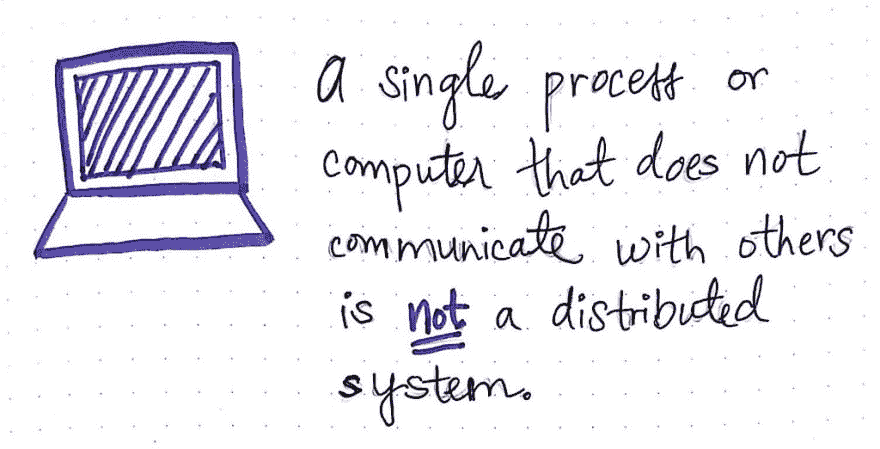 a single process or
computer that does not
communicate with others
is not a distributed
system.